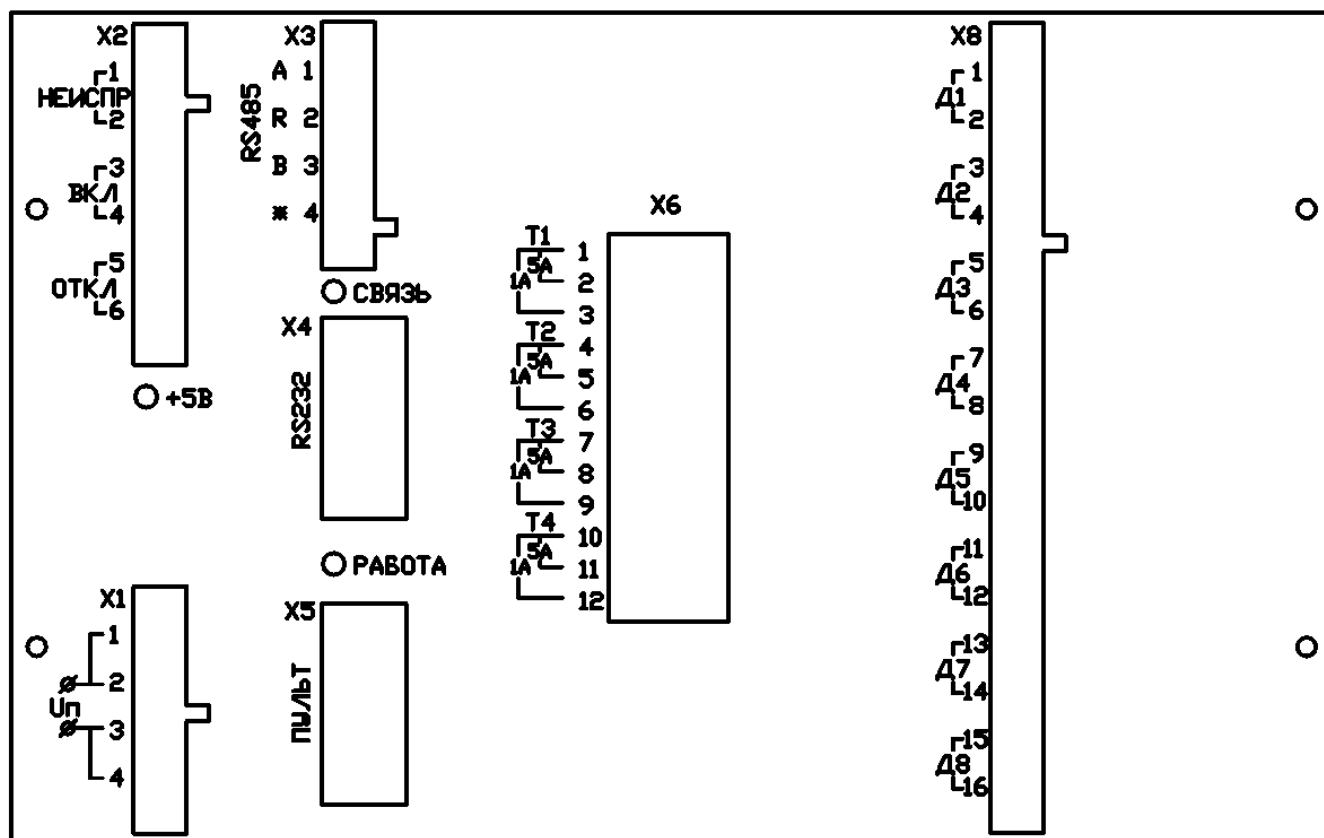 X2
1
НЕИСПР
2
3
ВКЛ
4
5
ОТКЛ
6
+5В
X1
1
2
Uп
3
4
X3
RS485
A 1
R 2
B 3
* 4
СВЯЗЬ
X4
RS232
РАБОТА
X5
ПУЛЬТ
X6
T1
1
5А
2
1А
3
T2
4
5А
5
1А
6
T3
7
5А
8
1А
9
T4
10
5А
11
1А
12
X8
1
Д1
2
3
Д2
4
5
Д3
6
7
Д4
8
9
Д5
10
11
Д6
12
13
Д7
14
15
Д8
16